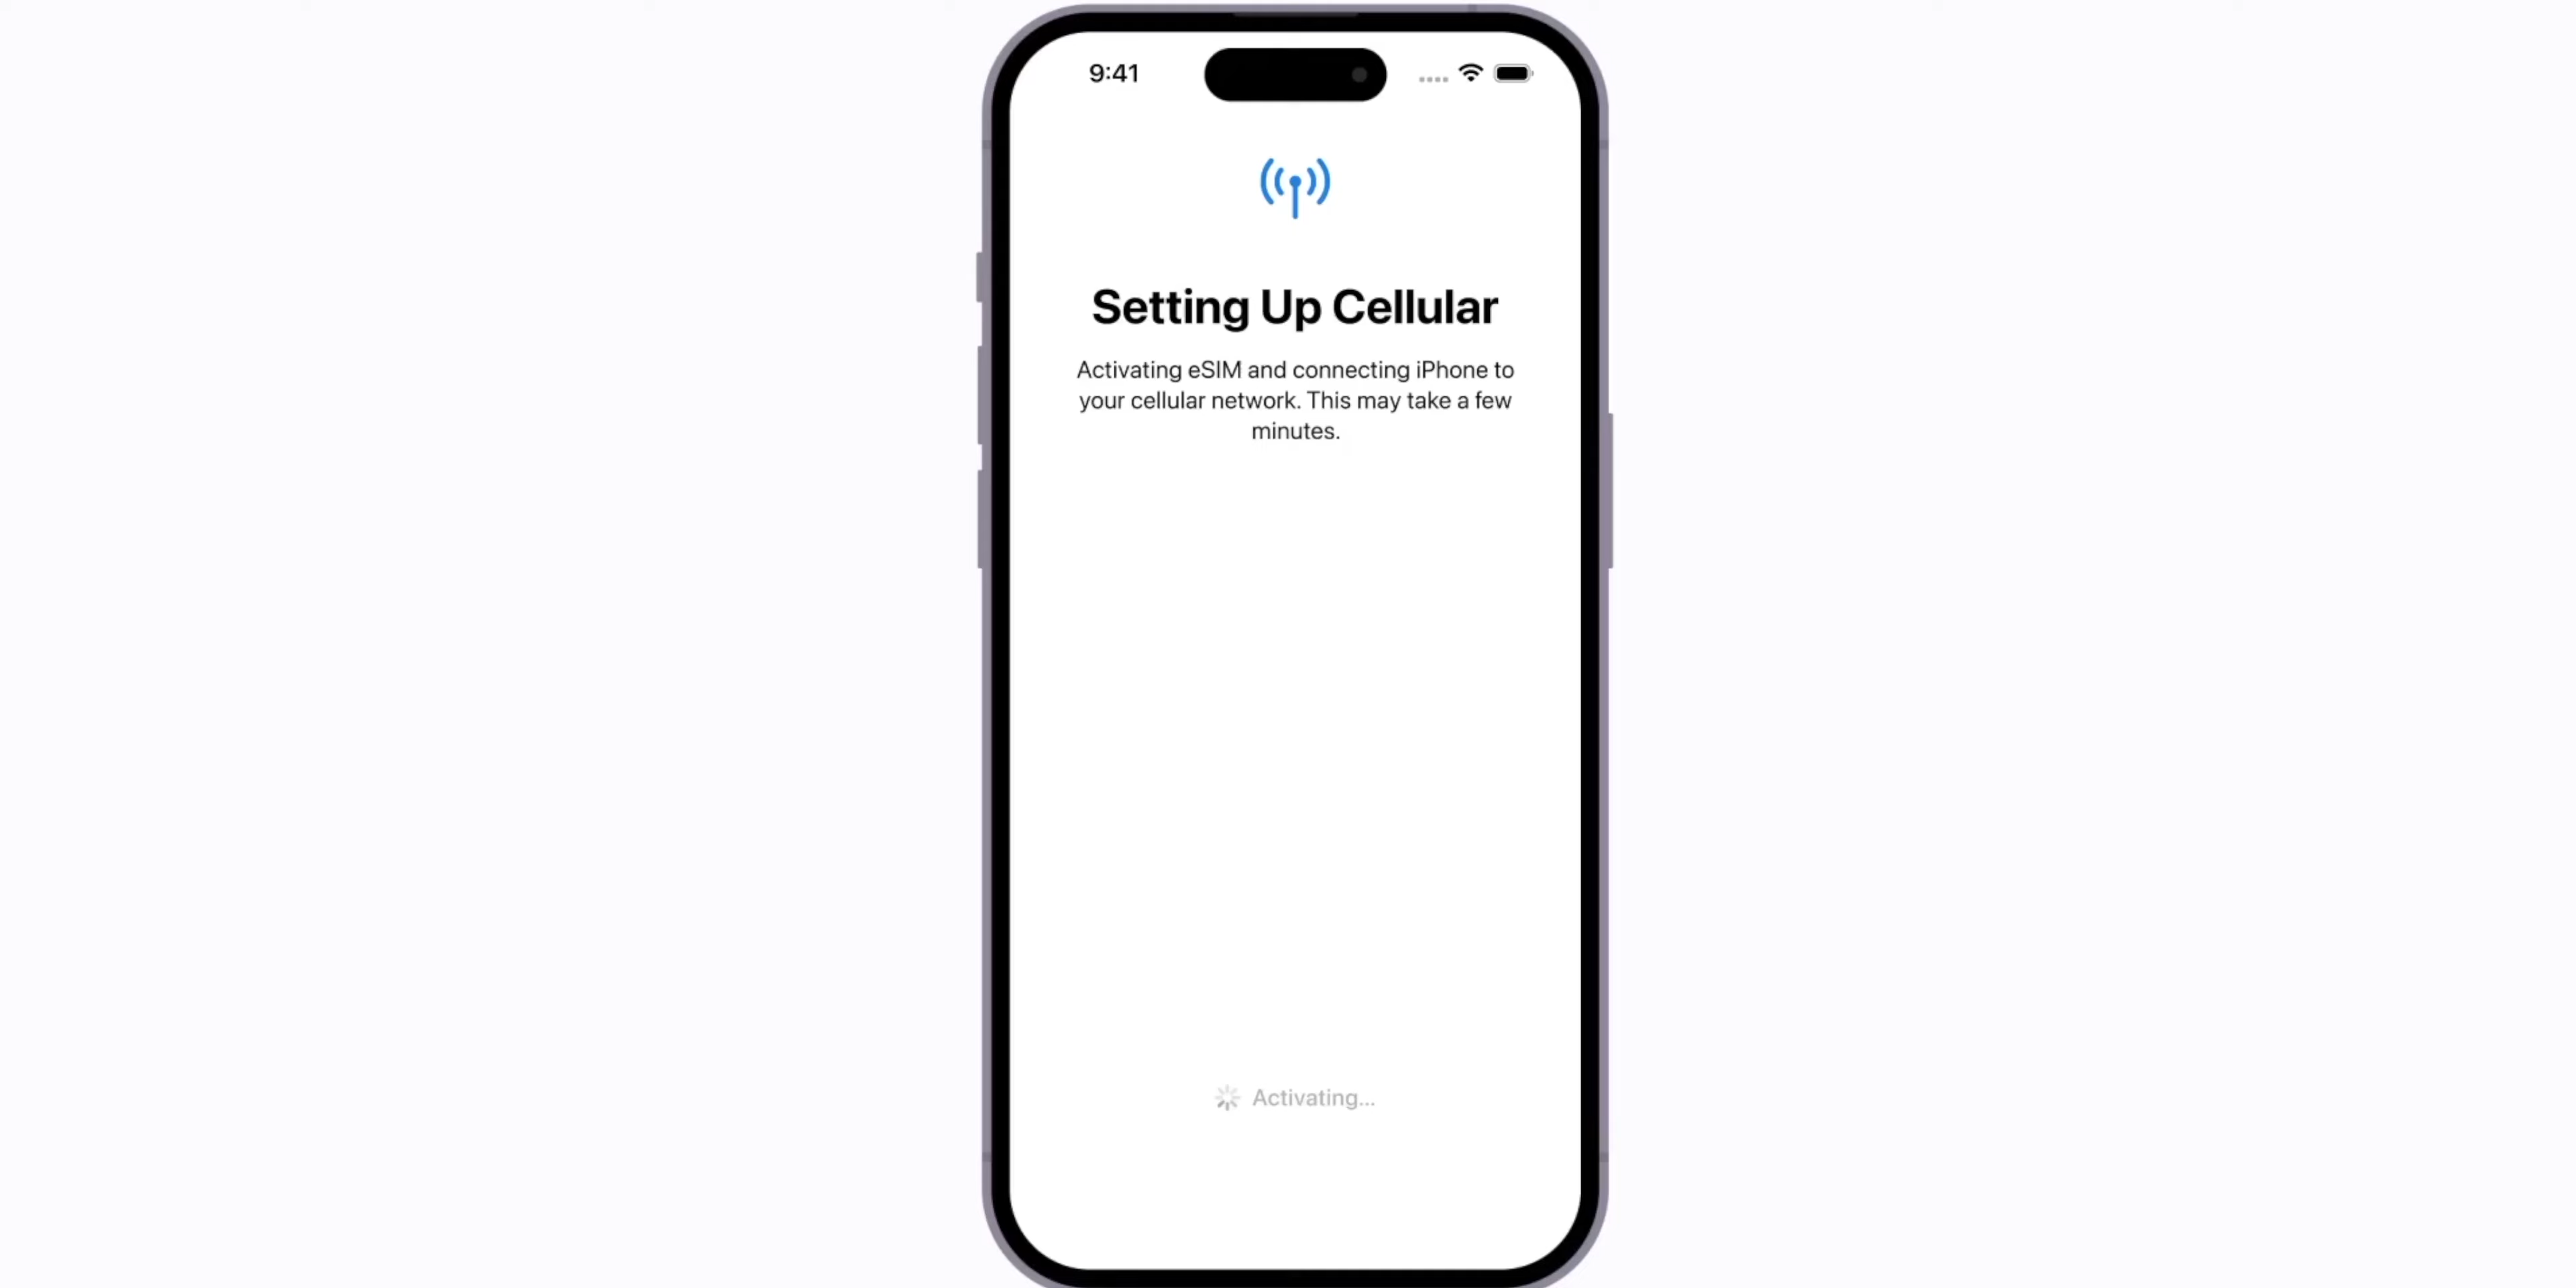 9:41
Setting Up Cellular
Activating eSIM and connecting iPhone to
your cellular network. This may take a few
minutes.
Activating...